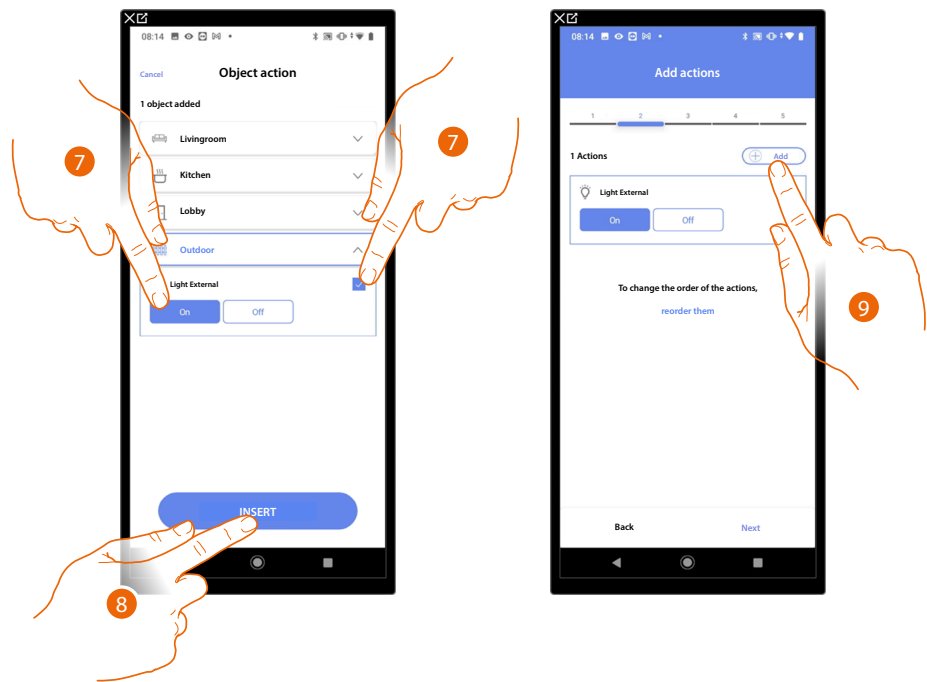 08:14
Cancel
Object action
1 object added
Livingroom
Kitchen
Lobby
Outdoor
Light External
On
Off
INSERT
7
7
8
08:14
Add actions
1 2 3 4 5
1 Actions
Add
Light External
On
Off
To change the order of the actions,
reorder them
Back
Next
9